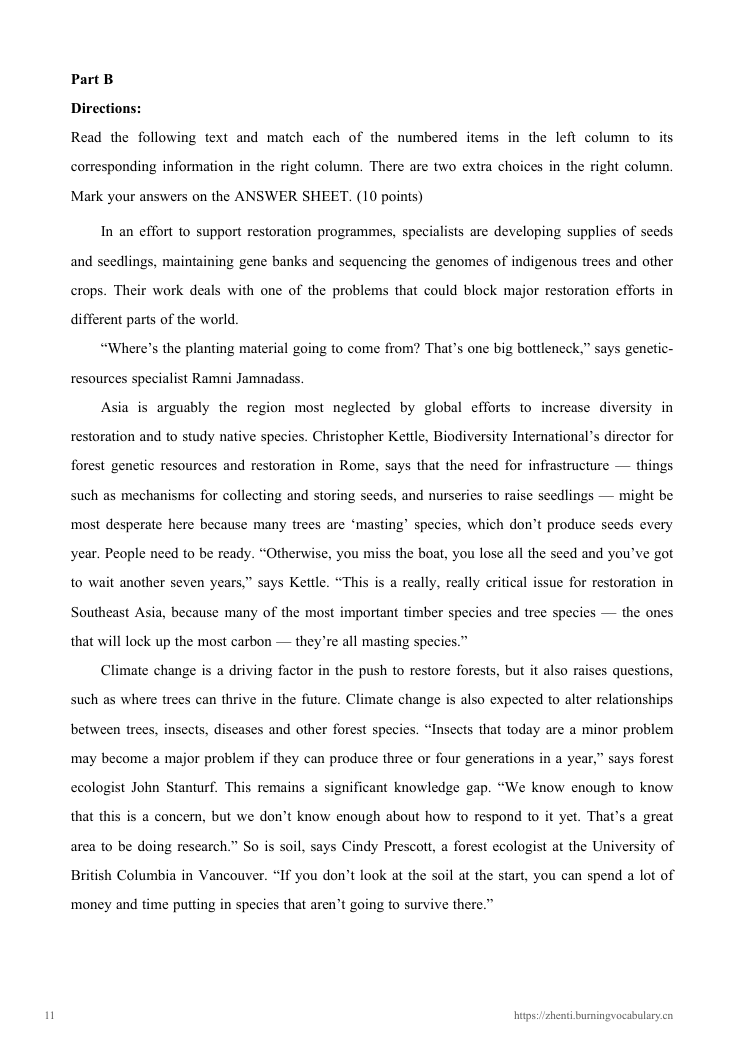 Part B
Directions:
Read the following text and match each of the numbered items in the left column to its
corresponding information in the right column. There are two extra choices in the right column.
Mark your answers on the ANSWER SHEET. (10 points)
In an effort to support restoration programmes, specialists are developing supplies of seeds
and seedlings, maintaining gene banks and sequencing the genomes of indigenous trees and other
crops. Their work deals with one of the problems that could block major restoration efforts in
different parts of the world.
“Where’s the planting material going to come from? That’s one big bottleneck,” says genetic-
resources specialist Ramni Jamnadass.
Asia is arguably the region most neglected by global efforts to increase diversity in
restoration and to study native species. Christopher Kettle, Biodiversity International’s director for
forest genetic resources and restoration in Rome, says that the need for infrastructure — things
such as mechanisms for collecting and storing seeds, and nurseries to raise seedlings — might be
most desperate here because many trees are ‘masting’ species, which don’t produce seeds every
year. People need to be ready. “Otherwise, you miss the boat, you lose all the seed and you’ve got
to wait another seven years,” says Kettle. “This is a really, really critical issue for restoration in
Southeast Asia, because many of the most important timber species and tree species — the ones
that will lock up the most carbon — they’re all masting species.”
Climate change is a driving factor in the push to restore forests, but it also raises questions,
such as where trees can thrive in the future. Climate change is also expected to alter relationships
between trees, insects, diseases and other forest species. “Insects that today are a minor problem
may become a major problem if they can produce three or four generations in a year,” says forest
ecologist John Stanturf. This remains a significant knowledge gap. “We know enough to know
that this is a concern, but we don’t know enough about how to respond to it yet. That’s a great
area to be doing research.” So is soil, says Cindy Prescott, a forest ecologist at the University of
British Columbia in Vancouver. “If you don’t look at the soil at the start, you can spend a lot of
money and time putting in species that aren’t going to survive there.”
11
https://zhenti.burningvocabulary.cn